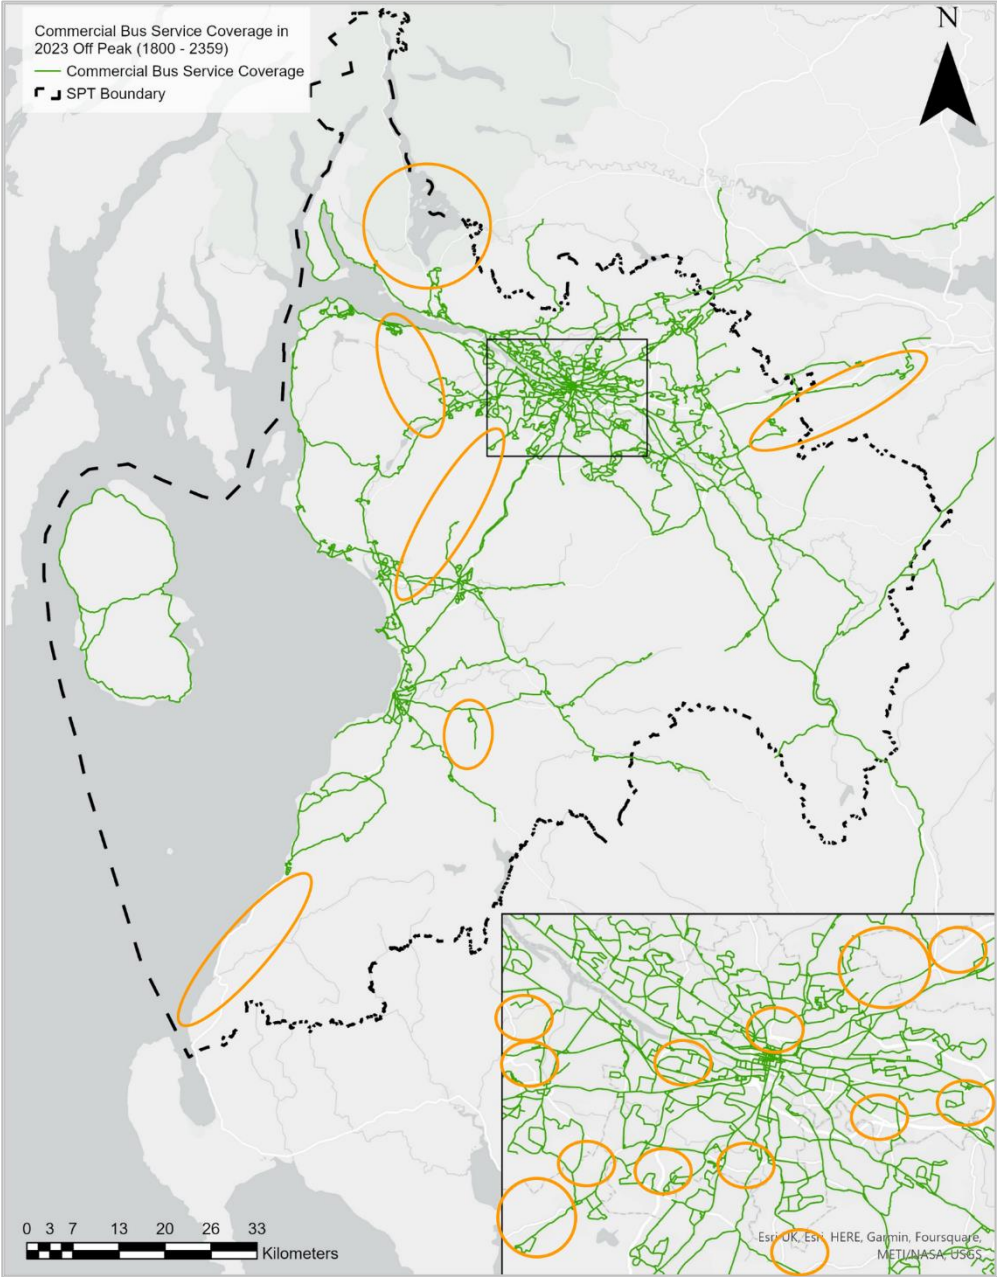 Commercial Bus Service Coverage in
2023 Off Peak (1800 - 2359)
Commercial Bus Service Coverage
SPT Boundary
N
0 3 7 13 20 26 33
Kilometers
Esri UK, Esri, HERE, Garmin, Foursquare,
METI/NASA, USGS